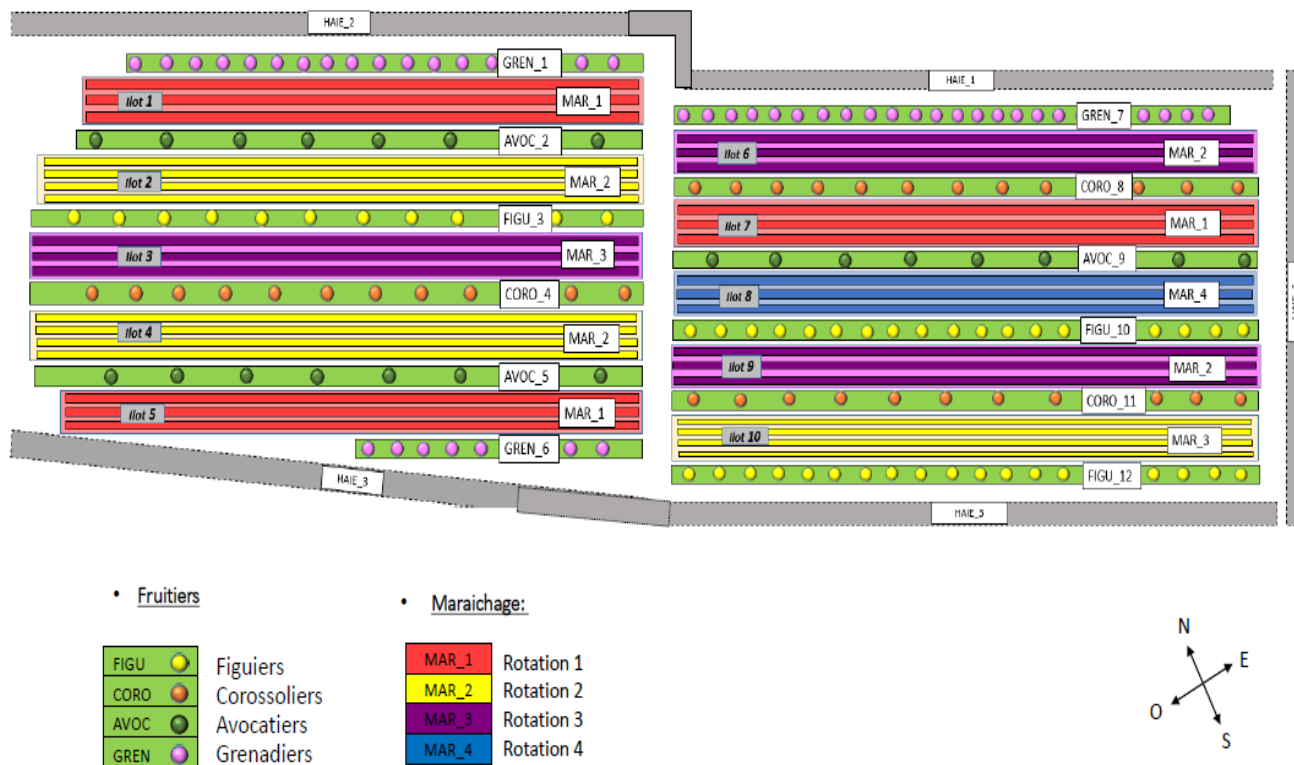 HAIE_2
GREN_1
Ilot 1
MAR_1
AVOC_2
Ilot 2
MAR_2
FIGU_3
Ilot 3
MAR_3
CORO_4
Ilot 4
MAR_2
AVOC_5
Ilot 5
MAR_1
GREN_6
HAIE_3
HAIE_1
GREN_7
Ilot 6
MAR_2
CORO_8
Ilot 7
MAR_1
AVOC_9
Ilot 8
MAR_4
FIGU_10
Ilot 9
MAR_2
CORO_11
Ilot 10
MAR_3
FIGU_12
• Fruitiers
FIGU Figuiers
CORO Corossoliers
AVOC Avocatiers
GREN Grenadiers
• Maraichage:
MAR_1 Rotation 1
MAR_2 Rotation 2
MAR_3 Rotation 3
MAR_4 Rotation 4
N
E
O
S